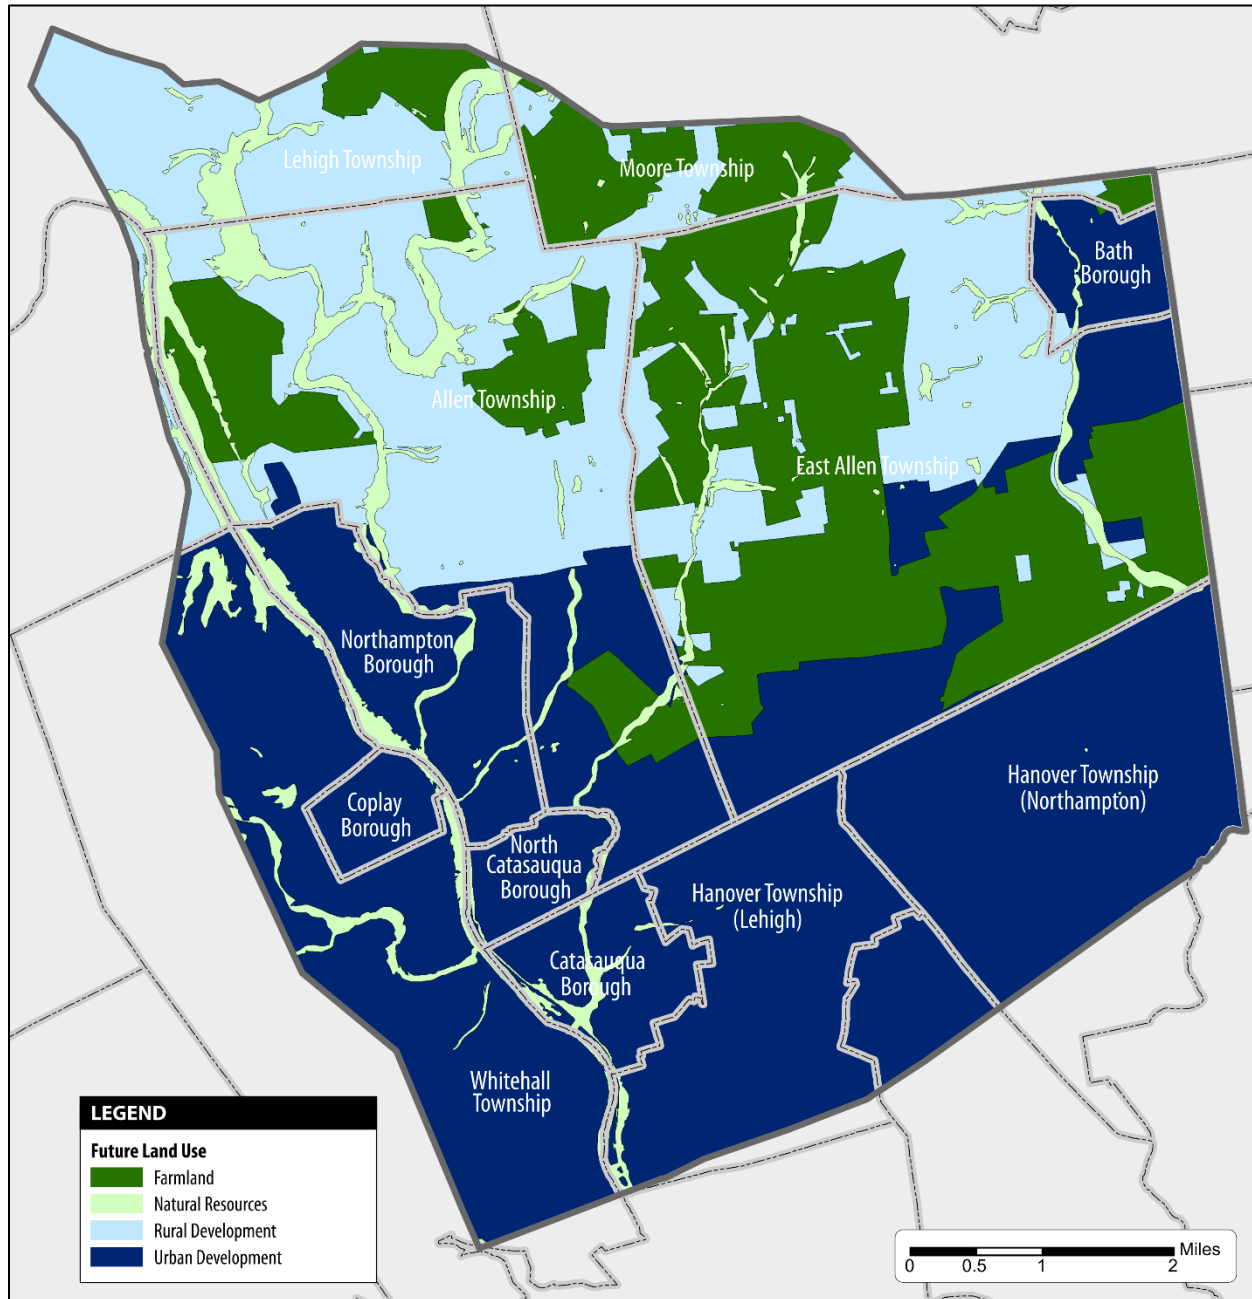 Lehigh Township
Moore Township
Bath
Borough
Allen Township
East Allen Township
Northampton
Borough
Coplay
Borough
North
Catasauqua
Borough
Hanover Township
(Northampton)
Hanover Township
(Lehigh)
Catasauqua
Borough
Whitehall
Township
LEGEND
Future Land Use
Farmland
Natural Resources
Rural Development
Urban Development
Miles
0 0.5 1 2